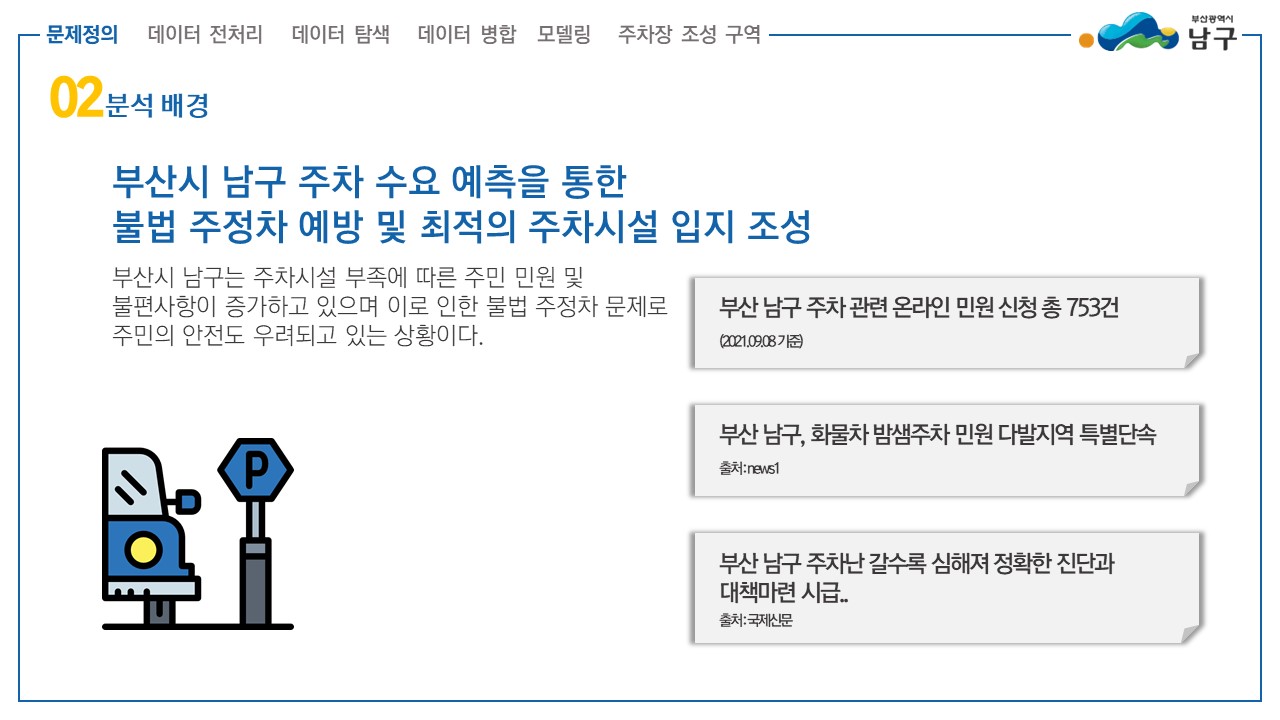 문제정의 데이터 전처리 데이터 탐색 데이터 병합 모델링 주차장 조성 구역
부산광역시
남구
02 분석 배경
부산시 남구 주차 수요 예측을 통한
불법 주정차 예방 및 최적의 주차시설 입지 조성
부산시 남구는 주차시설 부족에 따른 주민 민원 및
불편사항이 증가하고 있으며 이로 인한 불법 주정차 문제로
주민의 안전도 우려되고 있는 상황이다.
부산 남구 주차 관련 온라인 민원 신청 총 753건
(2021.09.08 기준)
부산 남구, 화물차 밤샘주차 민원 다발지역 특별단속
출처: news1
부산 남구 주차난 갈수록 심해져 정확한 진단과
대책마련 시급..
출처: 국제신문
P